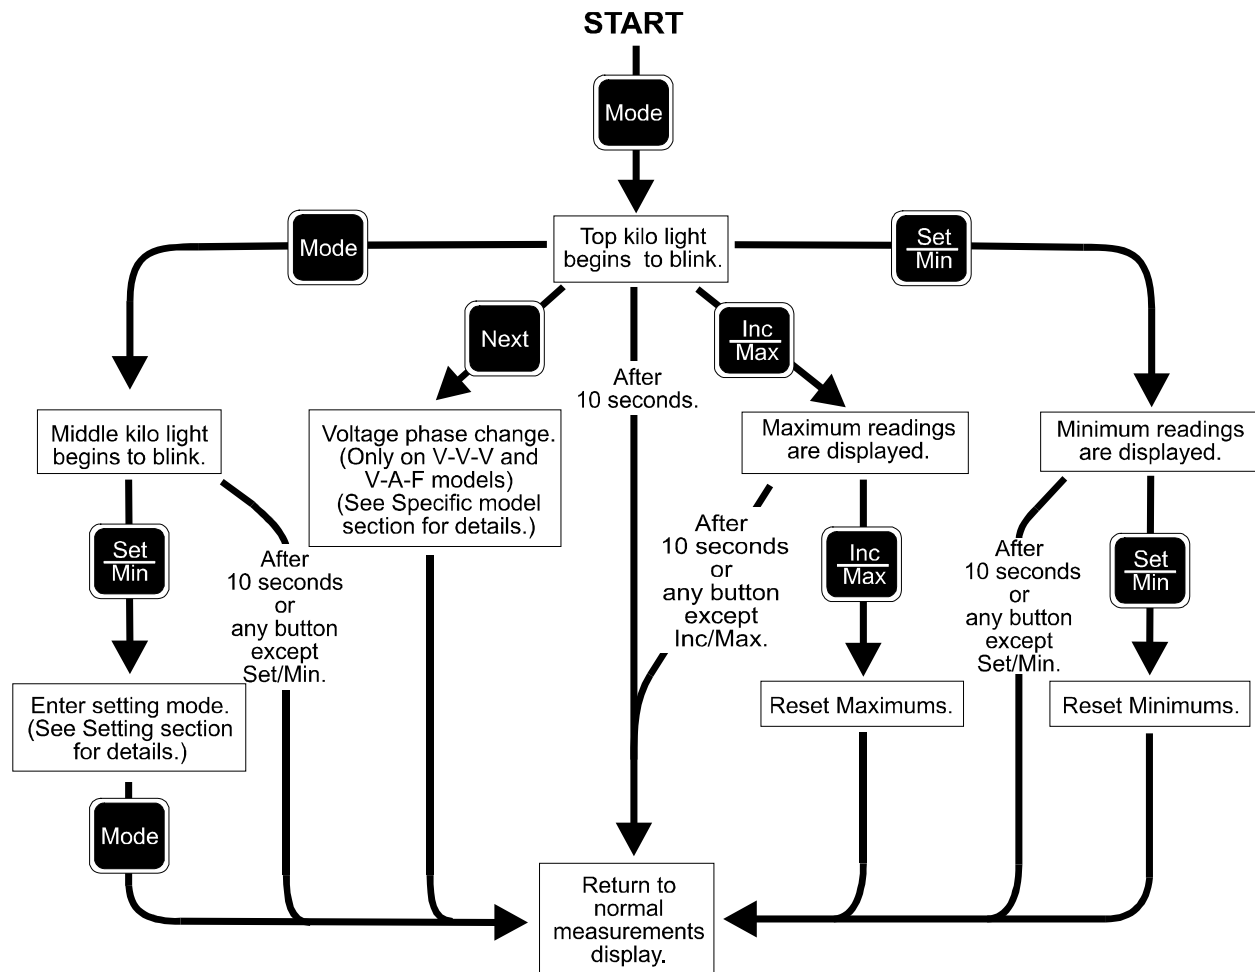 START
Mode
Top kilo light
begins to blink.
Mode
Set
Min
Next
Inc
Max
After
10 seconds.
Middle kilo light
begins to blink.
Voltage phase change.
(Only on V-V-V and
V-A-F models)
(See Specific model
section for details.)
Maximum readings
are displayed.
Minimum readings
are displayed.
Set
Min
After
10 seconds
or
any button
except
Set/Min.
After
10 seconds
or
any button
except
Inc/Max.
Inc
Max
After
10 seconds
or
any button
except
Set/Min.
Set
Min
Enter setting mode.
(See Setting section
for details.)
Reset Maximums.
Reset Minimums.
Mode
Return to
normal
measurements
display.